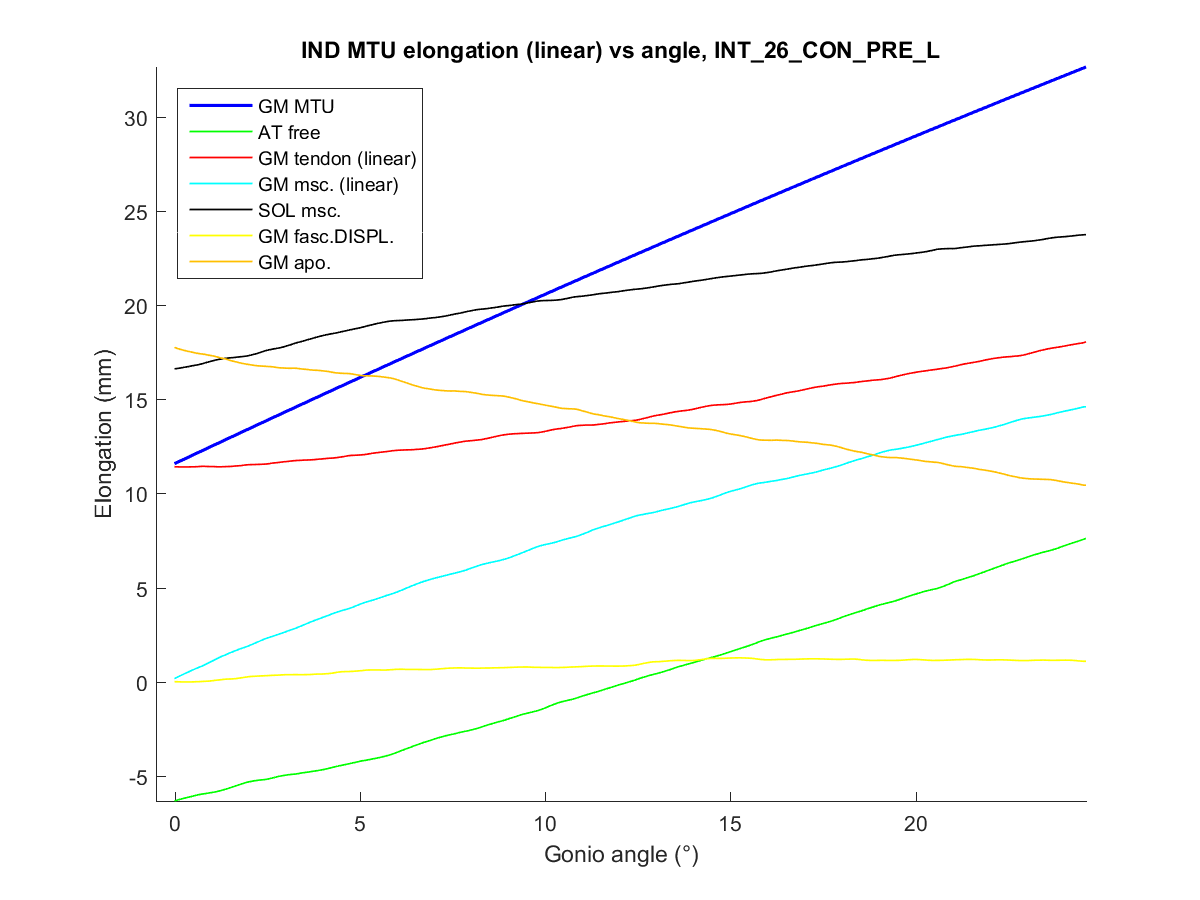 IND MTU elongation (linear) vs angle, INT_26_CON_PRE_L
GM MTU
AT free
GM tendon (linear)
GM msc. (linear)
SOL msc.
GM fasc.DISPL.
GM apo.
Elongation (mm)
30
25
20
15
10
5
0
-5
0 5 10 15 20
Gonio angle (°)